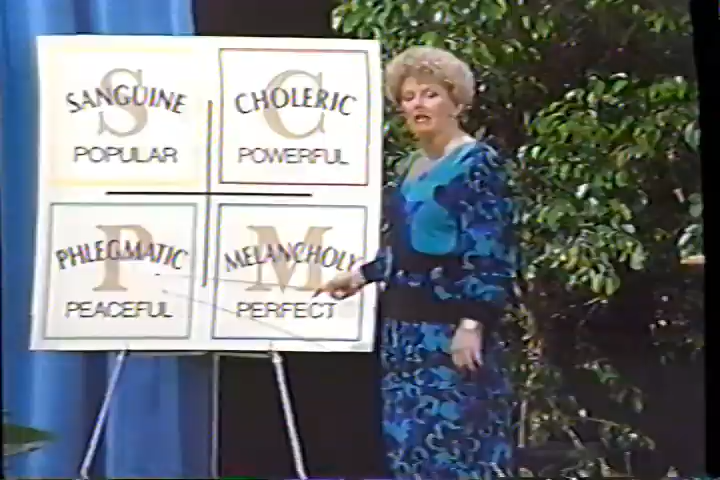 S
SANGUINE
POPULAR
C
CHOLERIC
POWERFUL
P
PHLEGMATIC
PEACEFUL
M
MELANCHOLY
PERFECT